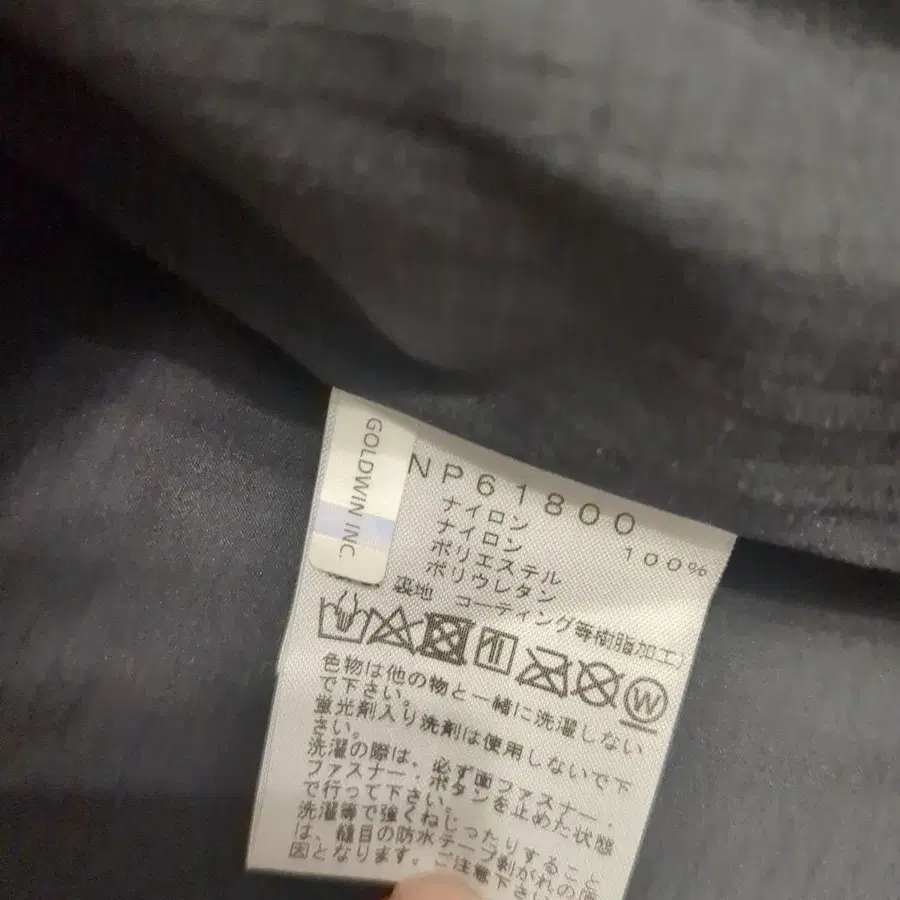 GOLDWIN INC.
NP61800
ナイロン 100%
ナイロン
ポリエステル
ポリウレタン
裏地 コーティング等樹脂加工
W
色物は他の物と一緒に洗濯しない
で下さい。
蛍光剤入り洗剤は使用しないで下
さい。
洗濯の際は、必ず面ファスナー・
ファスナー・ボタンを止めた状態
で行って下さい。
洗濯等で強くねじったりすること
は、縫目の防水テープ剥がれの原
因となります。ご注意下さい